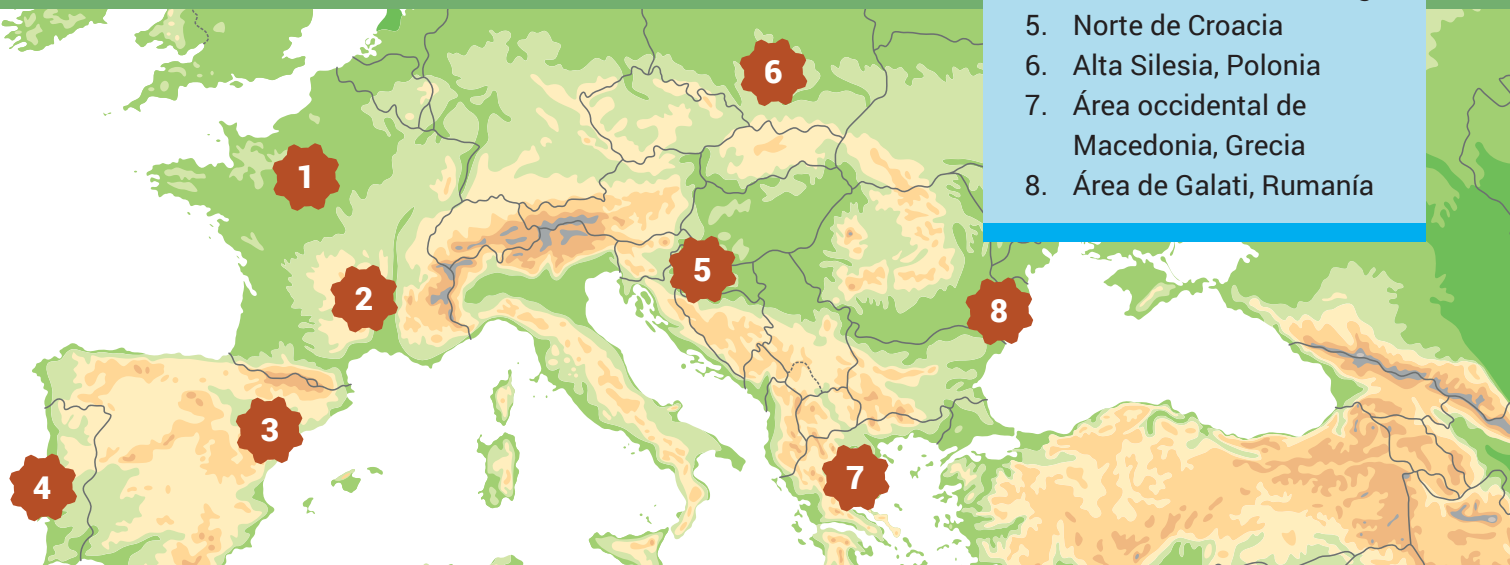 5. Norte de Croacia
6. Alta Silesia, Polonia
7. Área occidental de
Macedonia, Grecia
8. Área de Galati, Rumanía
6
1
5
2
8
3
7
4